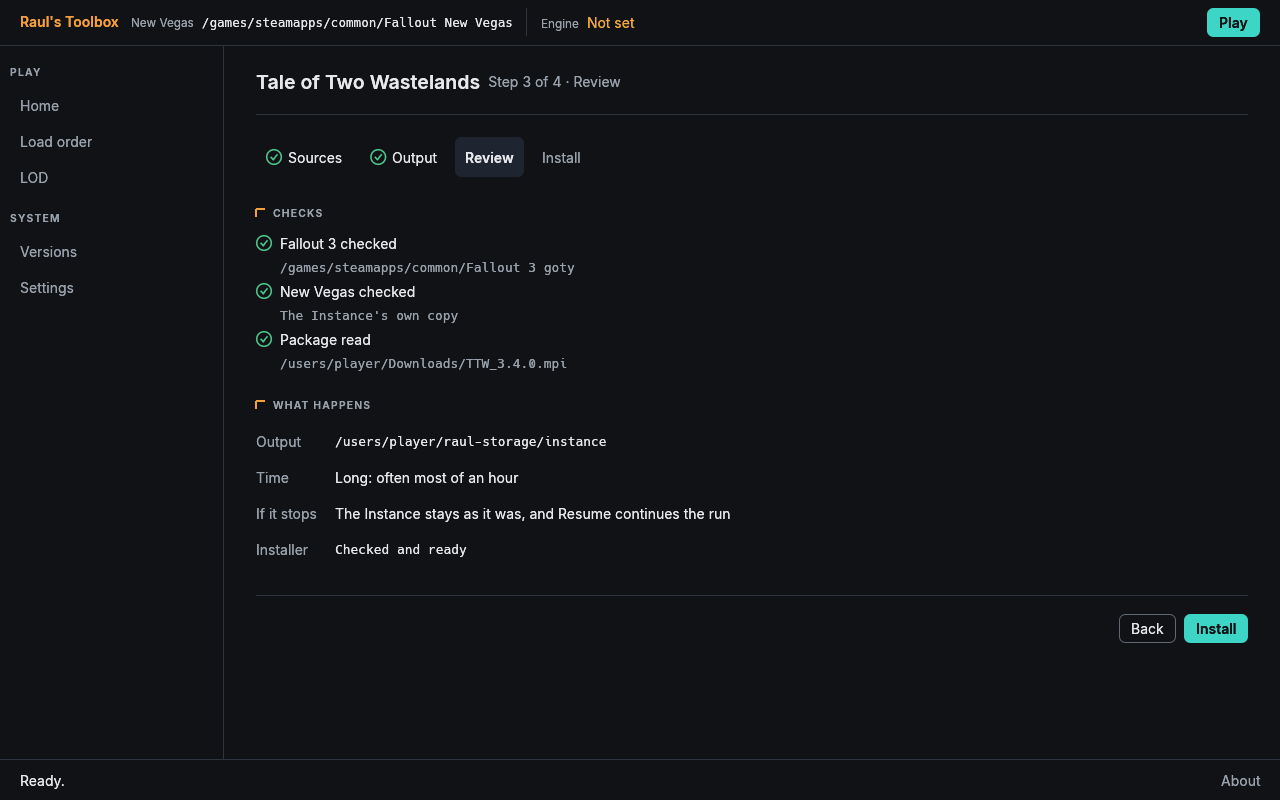 Raul's Toolbox New Vegas /games/steamapps/common/Fallout New Vegas Engine Not set Play
PLAY
Home
Load order
LOD
SYSTEM
Versions
Settings
Tale of Two Wastelands Step 3 of 4 · Review
Sources Output Review Install
CHECKS
Fallout 3 checked
/games/steamapps/common/Fallout 3 goty
New Vegas checked
The Instance's own copy
Package read
/users/player/Downloads/TTW_3.4.0.mpi
WHAT HAPPENS
Output /users/player/raul-storage/instance
Time Long: often most of an hour
If it stops The Instance stays as it was, and Resume continues the run
Installer Checked and ready
Back Install
Ready. About